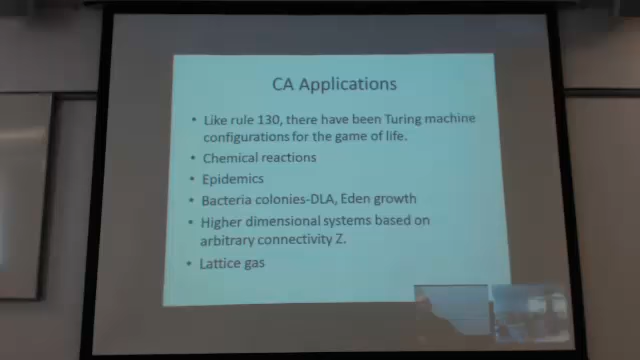 CA Applications
• Like rule 130, there have been Turing machine
configurations for the game of life.
• Chemical reactions
• Epidemics
• Bacteria colonies-DLA, Eden growth
• Higher dimensional systems based on
arbitrary connectivity Z.
• Lattice gas